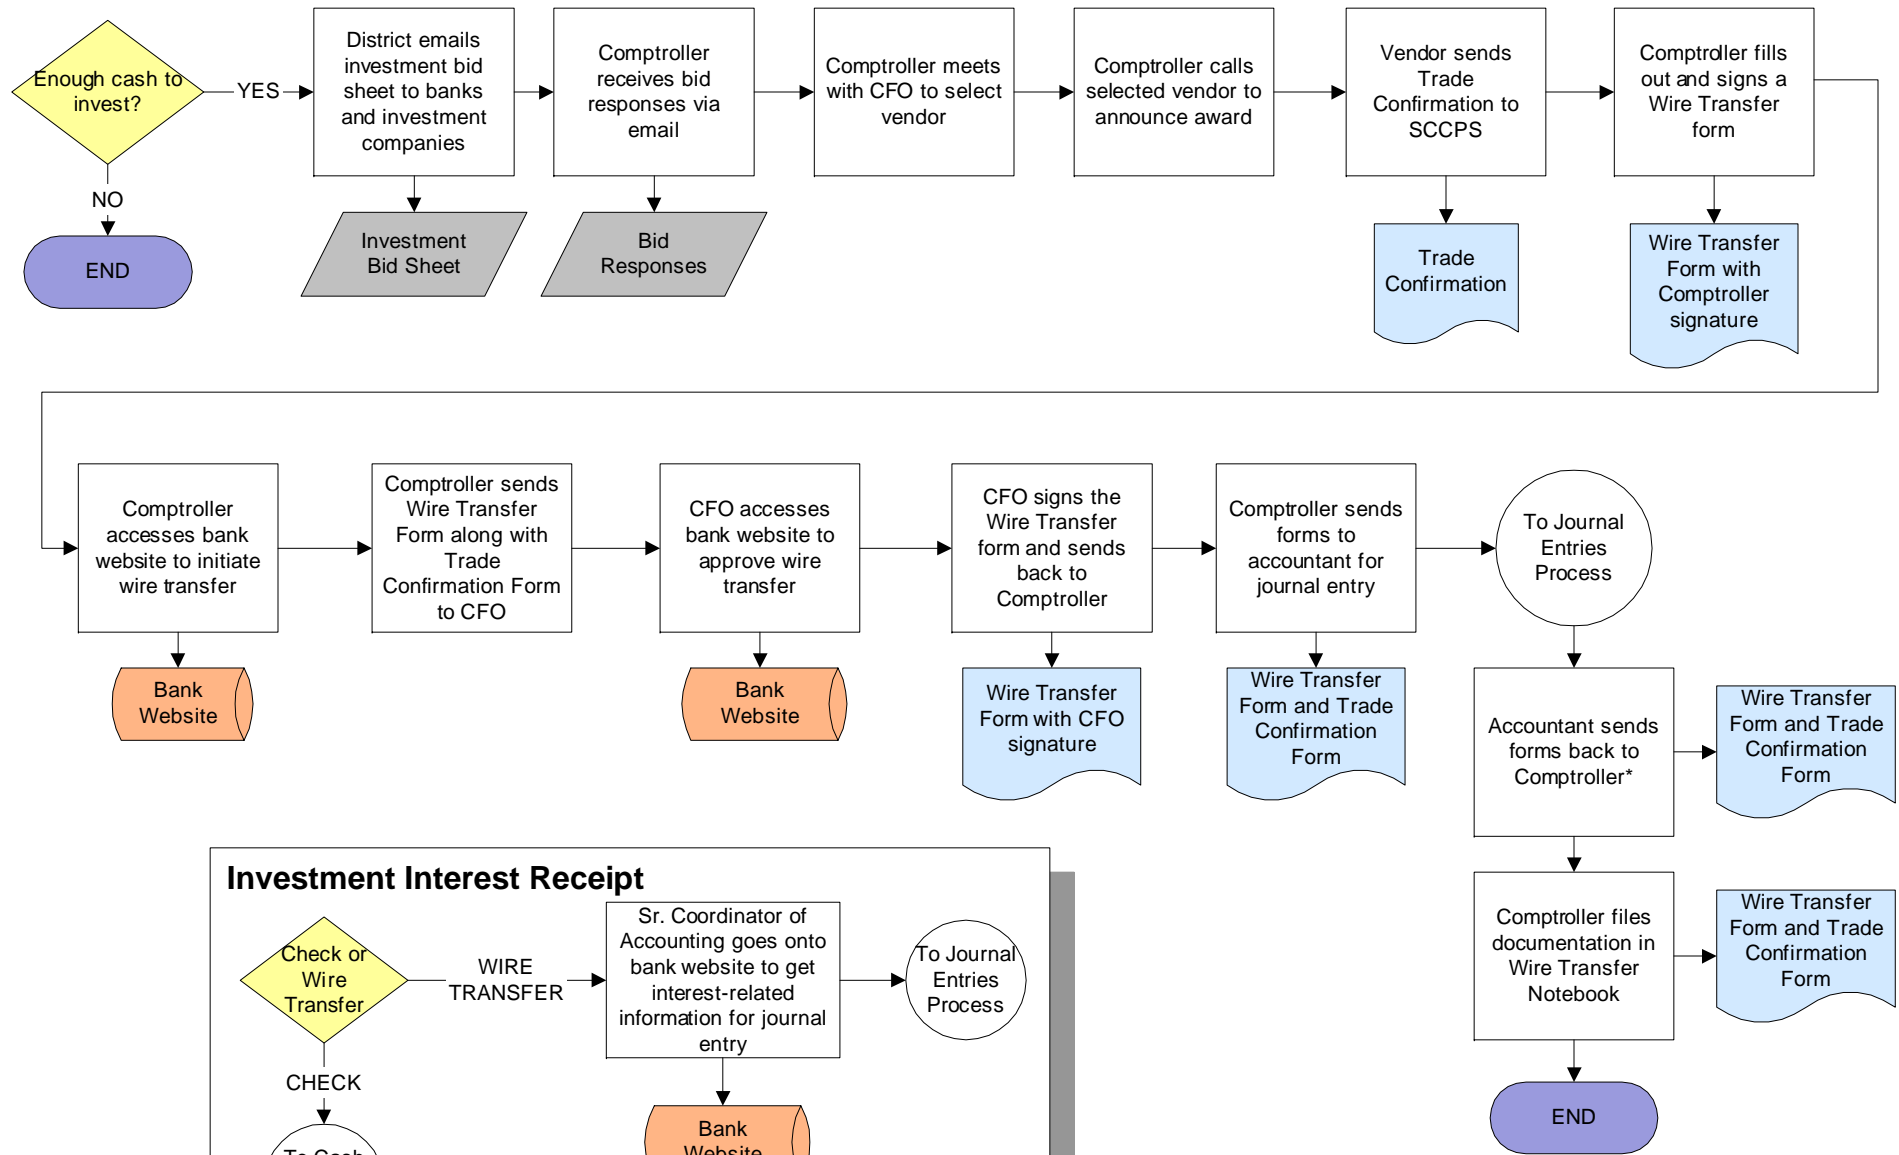 Enough cash to
invest?
YES
NO
END
District emails
investment bid
sheet to banks
and investment
companies
Investment
Bid Sheet
Comptroller
receives bid
responses via
email
Bid
Responses
Comptroller meets
with CFO to select
vendor
Comptroller calls
selected vendor to
announce award
Vendor sends
Trade
Confirmation to
SCCPS
Trade
Confirmation
Comptroller fills
out and signs a
Wire Transfer
form
Wire Transfer
Form with
Comptroller
signature
Comptroller
accesses bank
website to initiate
wire transfer
Bank
Website
Comptroller sends
Wire Transfer
Form along with
Trade
Confirmation Form
to CFO
CFO accesses
bank website to
approve wire
transfer
Bank
Website
CFO signs the
Wire Transfer
form and sends
back to
Comptroller
Wire Transfer
Form with CFO
signature
Comptroller sends
forms to
accountant for
journal entry
Wire Transfer
Form and Trade
Confirmation
Form
To Journal
Entries
Process
Accountant sends
forms back to
Comptroller*
Wire Transfer
Form and Trade
Confirmation
Form
Comptroller files
documentation in
Wire Transfer
Notebook
Wire Transfer
Form and Trade
Confirmation
Form
END
Investment Interest Receipt
Check or
Wire
Transfer
WIRE
TRANSFER
Sr. Coordinator of
Accounting goes onto
bank website to get
interest-related
information for journal
entry
To Journal
Entries
Process
CHECK
To Cash
Bank
Website